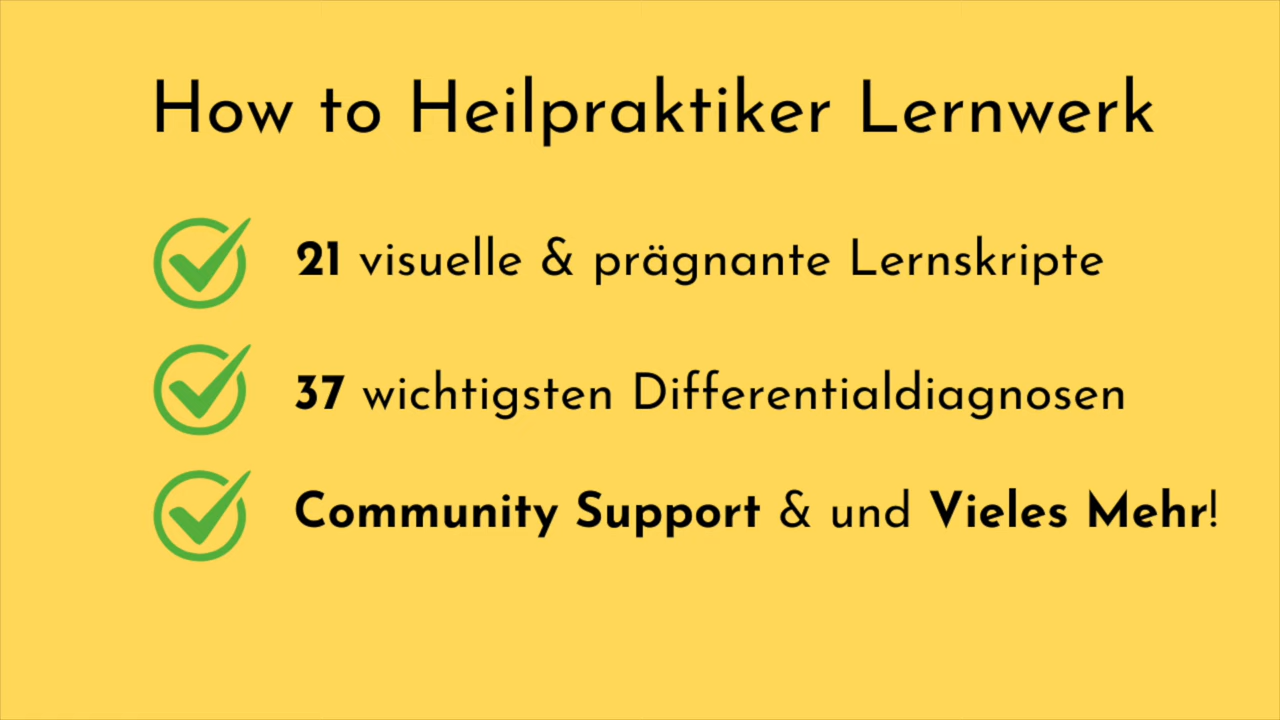 How to Heilpraktiker Lernwerk
21 visuelle & prägnante Lernskripte
37 wichtigsten Differentialdiagnosen
Community Support & und Vieles Mehr!